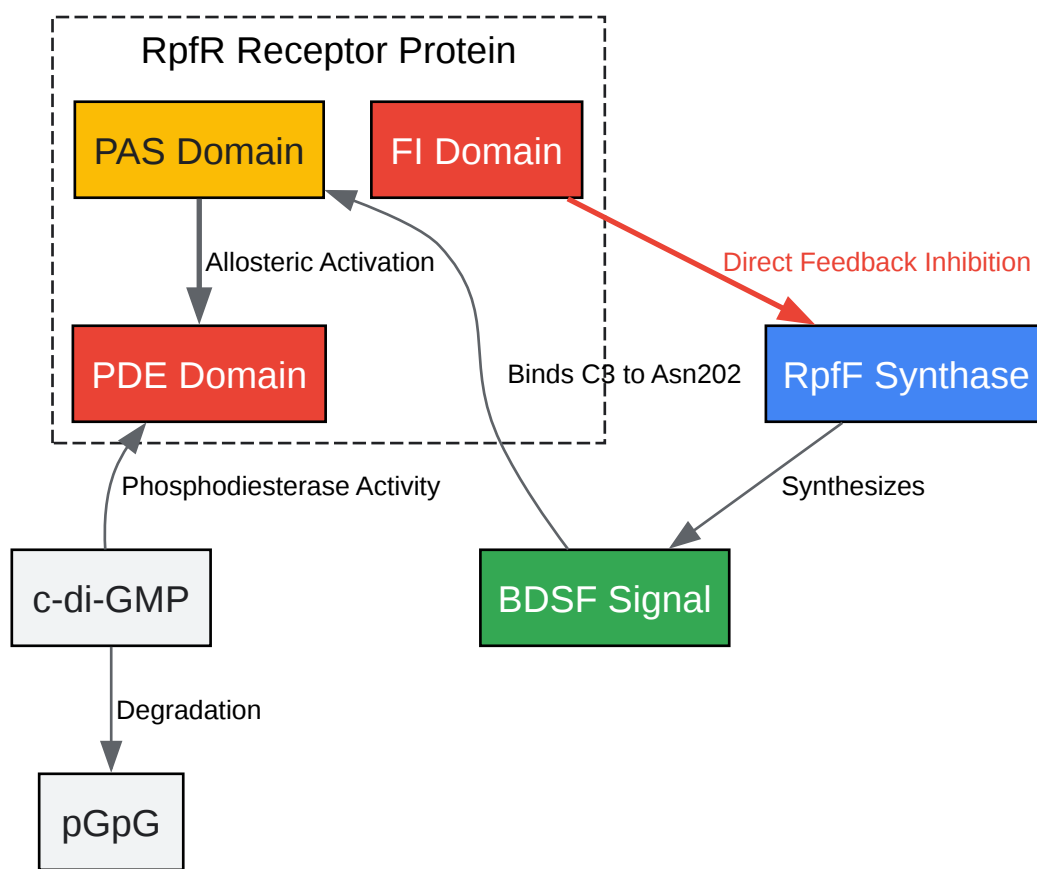 RpfR Receptor Protein
PAS Domain
FI Domain
Allosteric Activation
Direct Feedback Inhibition
PDE Domain
Binds C3 to Asn202
RpfF Synthase
Phosphodiesterase Activity
Synthesizes
c-di-GMP
BDSF Signal
Degradation
pGpG